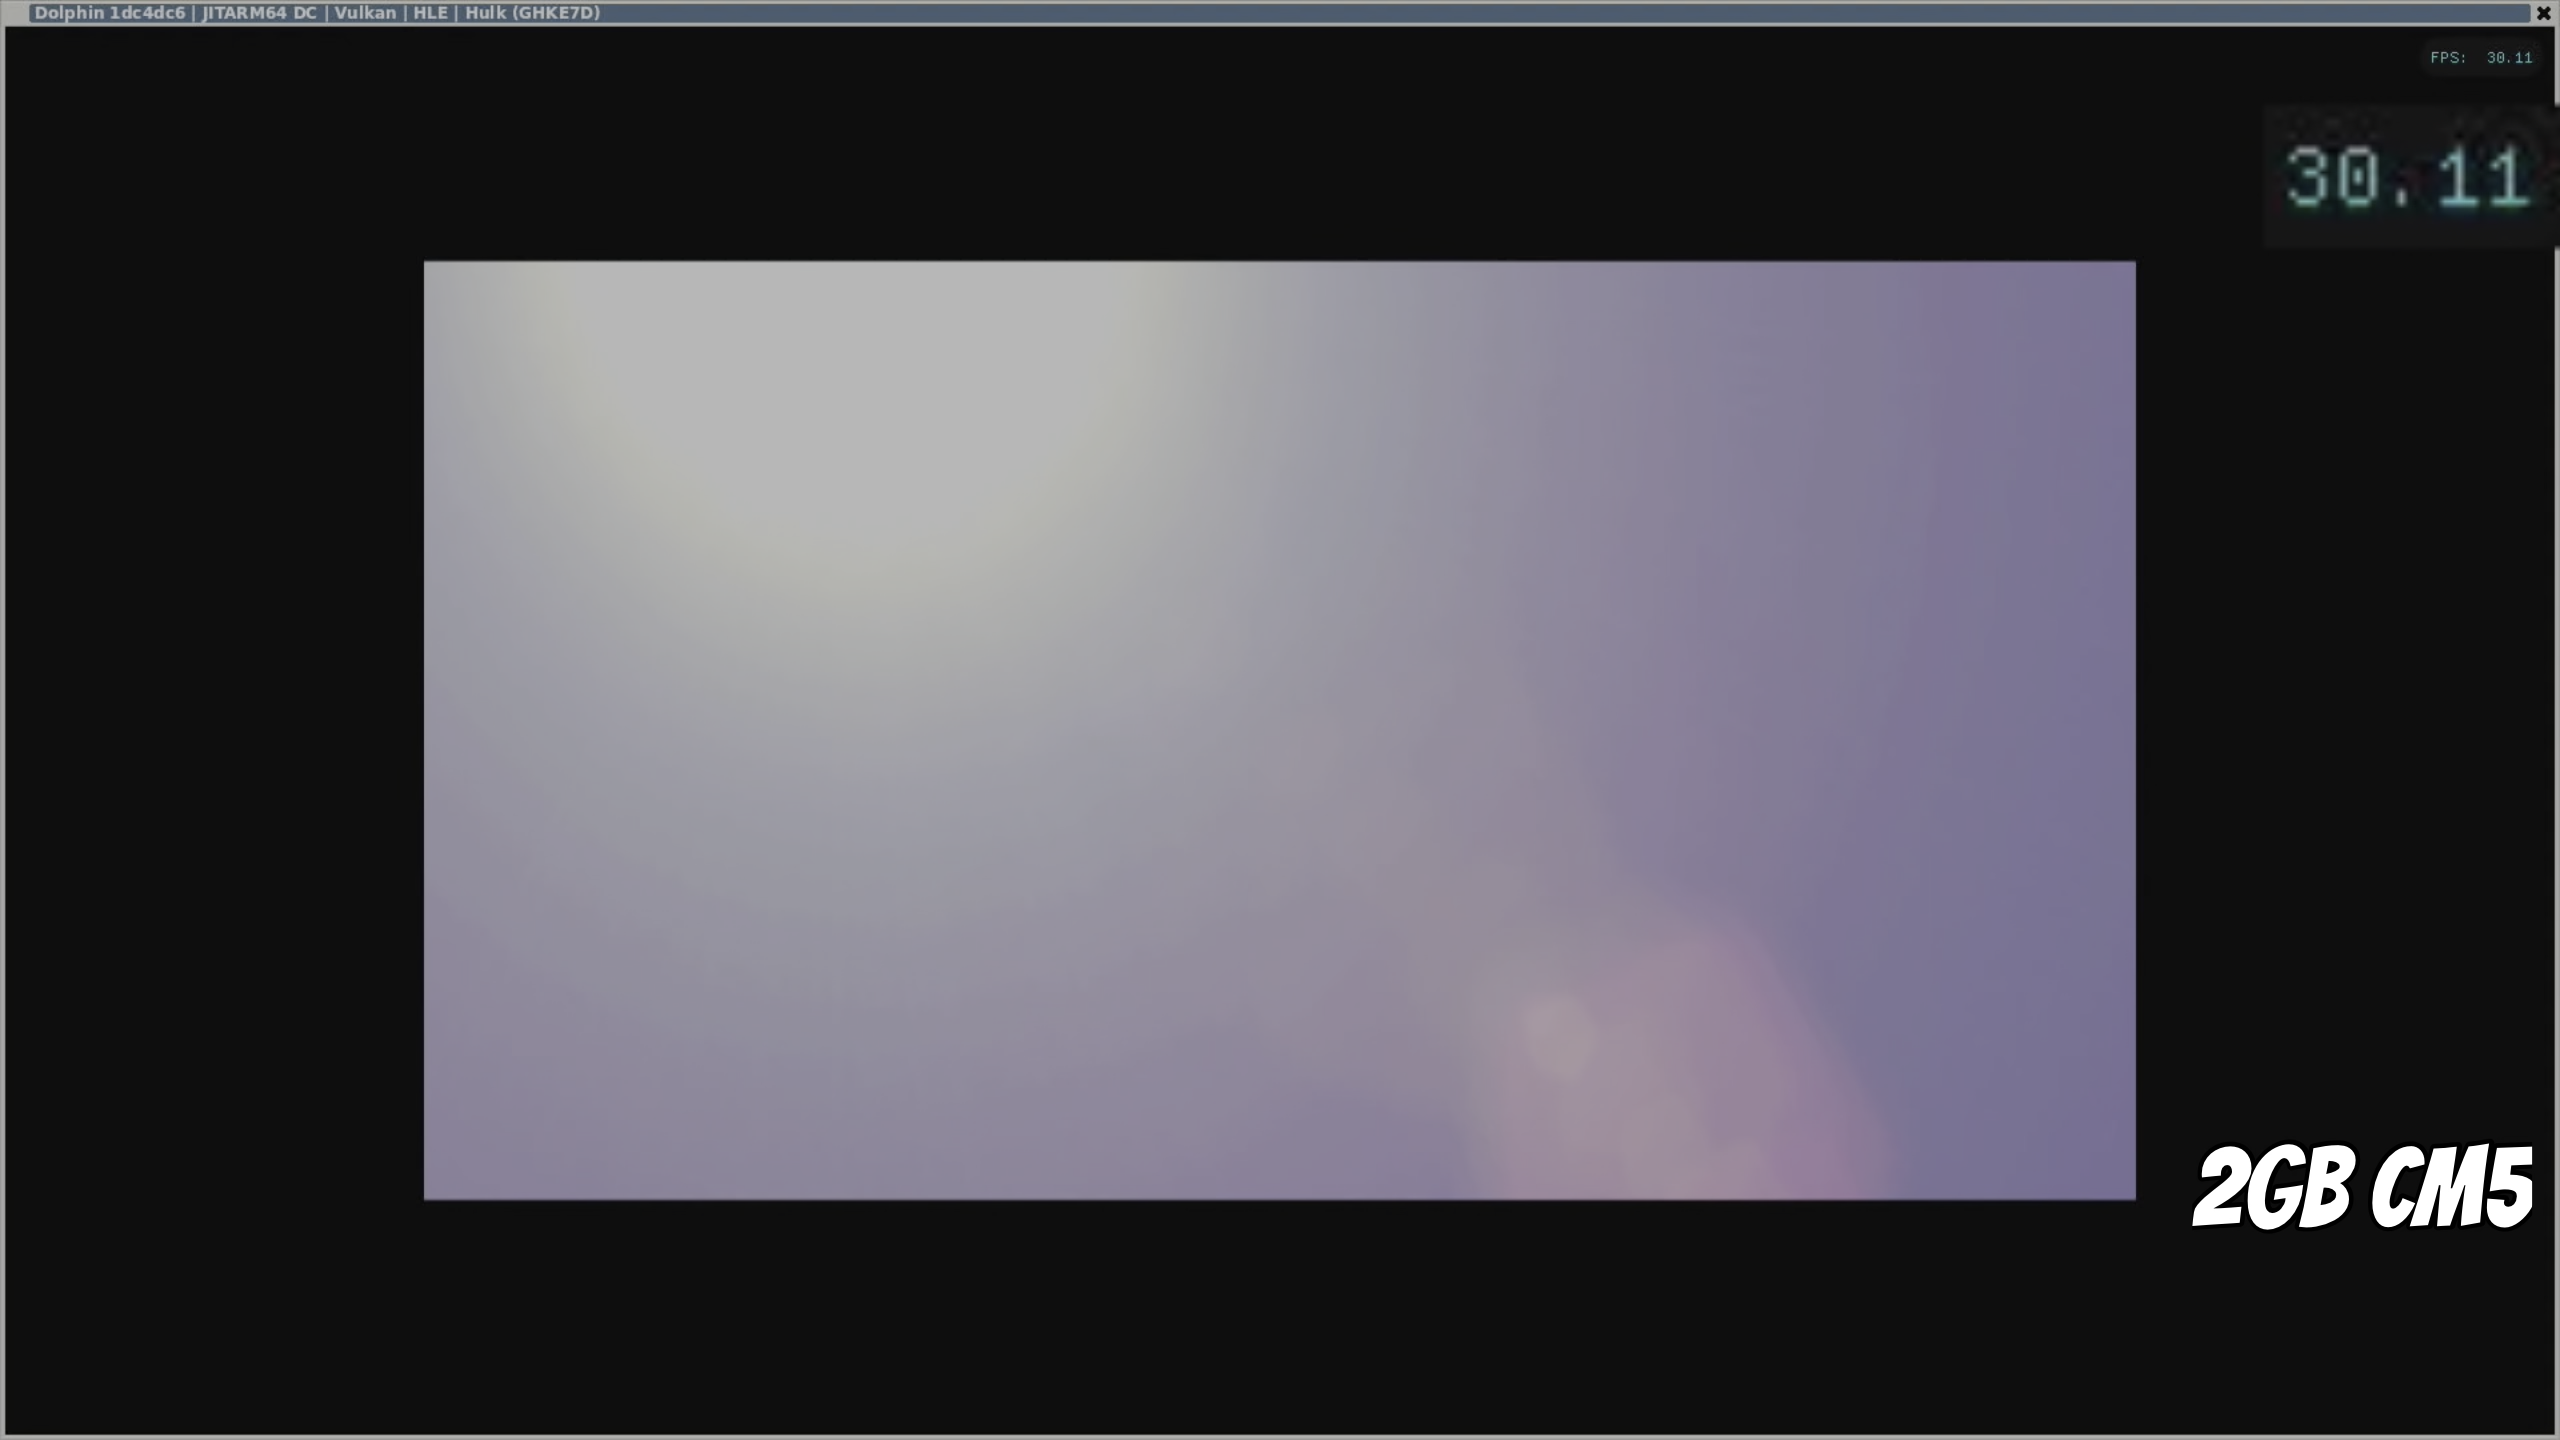 Dolphin 1dc4dc6 | JITARM64 DC | Vulkan | HLE | Hulk (GHKE7D)
FPS: 30.11
30.11
2GB CM5